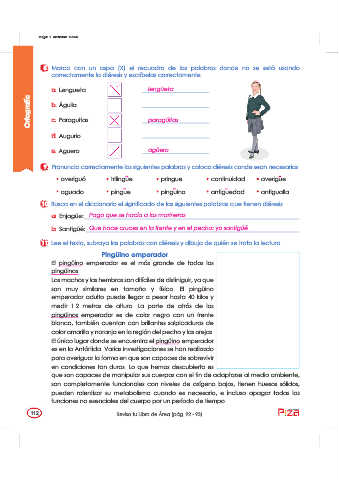 Ortografía
8 Marca con un aspa (X) el recuadro de las palabras donde no se está usando
correctamente la diéresis y escríbelas correctamente.
a. Lengueta lengüeta
b. Águila
c. Paragüitas paragüitas
d. Augurio
e. Aguero agüero
9 Pronuncia correctamente las siguientes palabras y coloca diéresis donde sean necesarias
• averiguó • trilingüe • pringue • continuidad • averigües
• aguado • pingüe • pingüino • antigüedad • antigualla
10 Busca en el diccionario el significado de las siguientes palabras que tienen diéresis
a. Enjagüe: Pago que se hacía a los marineros
b. Santigüé: Que hace cruces en la frente y en el pecho: yo santigüé
11 Lee el texto, subraya las palabras con diéresis y dibuja de quién se trata la lectura
Pingüino emperador
El pingüino emperador es el más grande de todos los
pingüinos
Los machos y las hembras son difíciles de distinguir, ya que
son muy similares en tamaño y físico. El pingüino
emperador adulto puede llegar a pesar hasta 40 kilos y
medir 1.2 metros de altura. La parte de atrás de los
pingüinos emperador es de color negro con un frente
blanco, también cuentan con brillantes salpicaduras de
color amarillo y naranja en la región del pecho y las orejas
El único lugar donde se encuentra el pingüino emperador
es en la Antártida. Varias investigaciones se han realizado
para averiguar la forma en que son capaces de sobrevivir
en condiciones tan duras. Lo que hemos descubierto es
que son capaces de manipular sus cuerpos con el fin de adaptarse al medio ambiente,
son completamente funcionales con niveles de oxígeno bajos, tienen huesos sólidos,
pueden ralentizar su metabolismo cuando es necesario, e incluso apagar todas las
funciones no esenciales del cuerpo por un período de tiempo
112
Revisa tu Libro de Área (pág. 92 - 93)